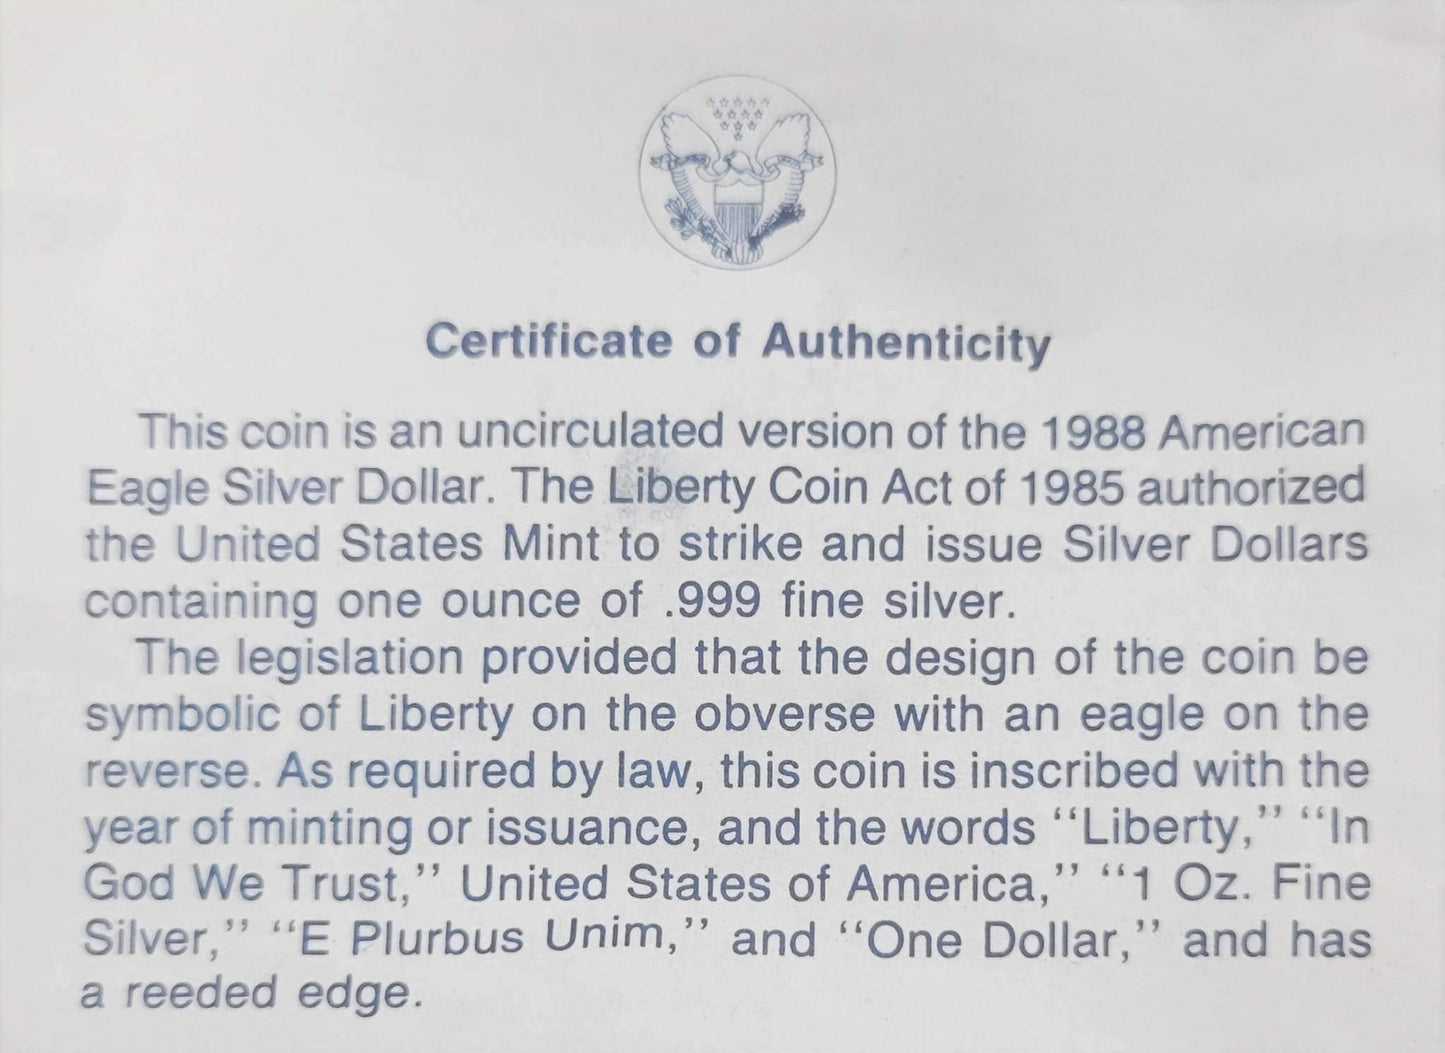 Certificate of Authenticity
This coin is an uncirculated version of the 1988 American
Eagle Silver Dollar. The Liberty Coin Act of 1985 authorized
the United States Mint to strike and issue Silver Dollars
containing one ounce of .999 fine silver.
The legislation provided that the design of the coin be
symbolic of Liberty on the obverse with an eagle on the
reverse. As required by law, this coin is inscribed with the
year of minting or issuance, and the words “Liberty,” “In
God We Trust,” United States of America,” “1 Oz. Fine
Silver,” “E Plurbus Unim,” and “One Dollar,” and has
a reeded edge.